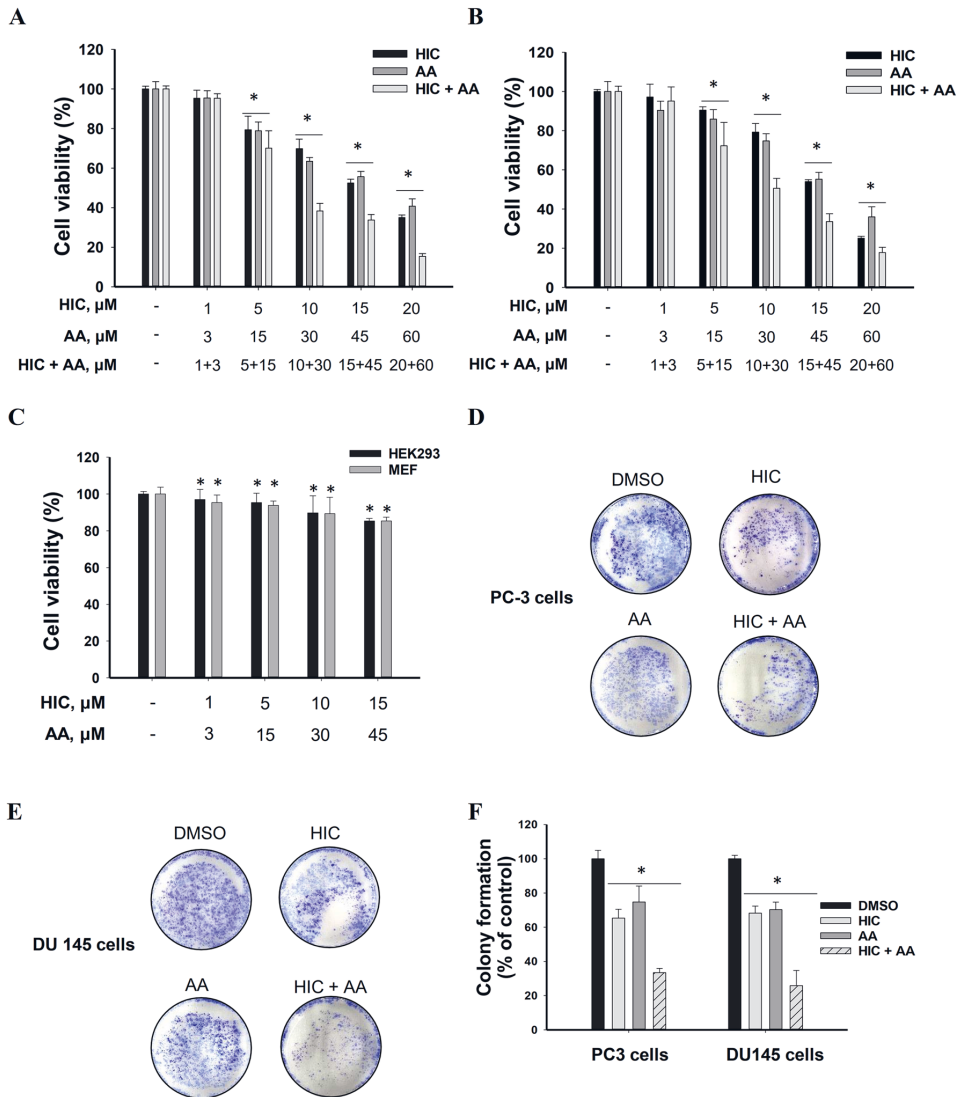 A
Cell viability (%)
120
100
80
60
40
20
0
HIC
AA
HIC + AA
*
*
*
*
HIC, µM - 1 5 10 15 20
AA, µM - 3 15 30 45 60
HIC + AA, µM - 1+3 5+15 10+30 15+45 20+60
B
Cell viability (%)
120
100
80
60
40
20
0
HIC
AA
HIC + AA
*
*
*
*
HIC, µM - 1 5 10 15 20
AA, µM - 3 15 30 45 60
HIC + AA, µM - 1+3 5+15 10+30 15+45 20+60
C
Cell viability (%)
120
100
80
60
40
20
0
HEK293
MEF
* * * * * * * *
HIC, µM - 1 5 10 15
AA, µM - 3 15 30 45
D
DMSO HIC
PC-3 cells
AA HIC + AA
E
DMSO HIC
DU 145 cells
AA HIC + AA
F
Colony formation
(% of control)
120
100
80
60
40
20
0
*
*
DMSO
HIC
AA
HIC + AA
PC3 cells DU145 cells